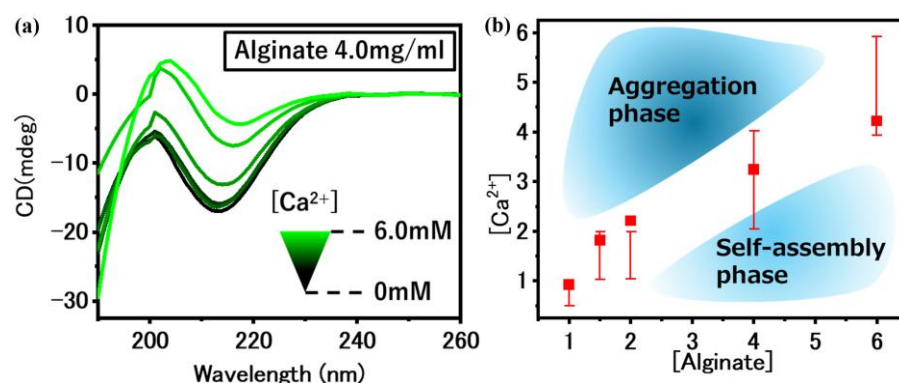 (a)
10
0
-10
-20
-30
CD(mdeg)
Alginate 4.0mg/ml
[Ca²⁺]
6.0mM
0mM
200
220
240
260
Wavelength (nm)
(b)
6
5
4
3
2
1
[Ca²⁺]
Aggregation
phase
Self-assembly
phase
1
2
3
4
5
6
[Alginate]